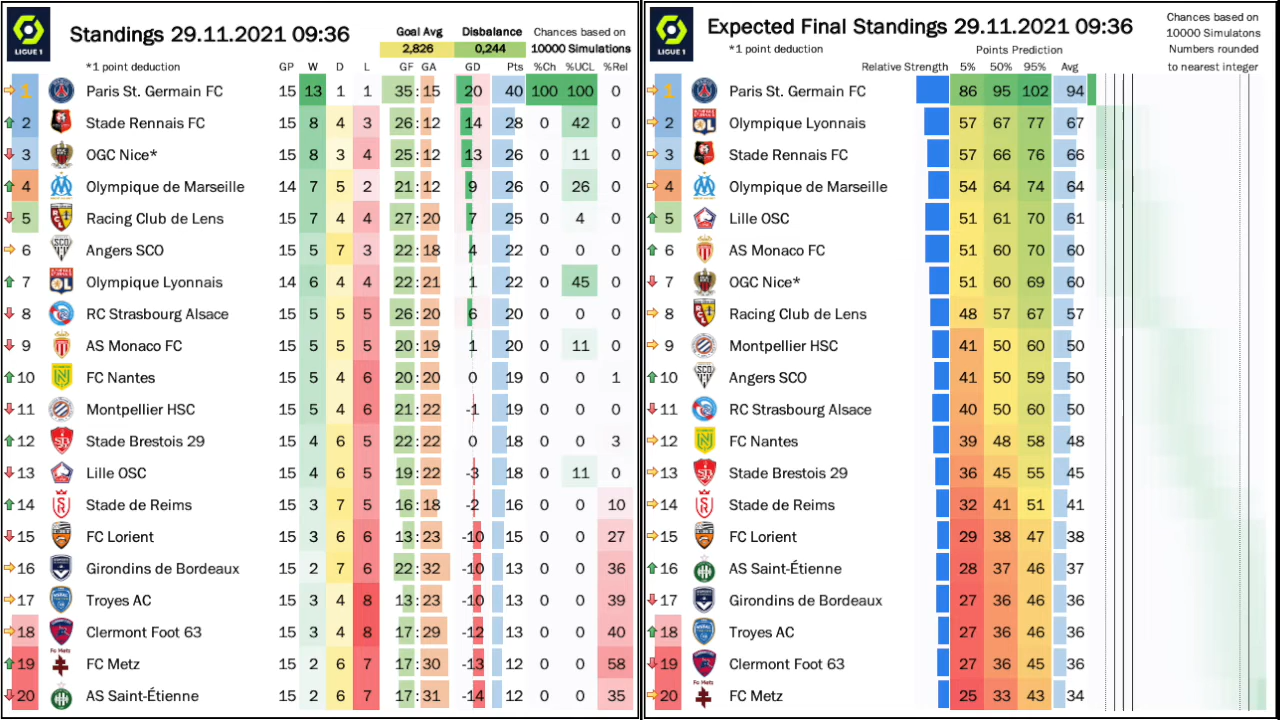 LIGUE 1
Standings 29.11.2021 09:36
Goal Avg Disbalance Chances based on
2,826 0,244 10000 Simulations
*1 point deduction GP W D L GF GA GD Pts %Ch %UCL %Rel
1 Paris St. Germain FC 15 13 1 1 35:15 20 40 100 100 0
2 Stade Rennais FC 15 8 4 3 26:12 14 28 0 42 0
3 OGC Nice* 15 8 3 4 25:12 13 26 0 11 0
4 Olympique de Marseille 14 7 5 2 21:12 9 26 0 26 0
5 Racing Club de Lens 15 7 4 4 27:20 7 25 0 4 0
6 Angers SCO 15 5 7 3 22:18 4 22 0 0 0
7 Olympique Lyonnais 14 6 4 4 22:21 1 22 0 45 0
8 RC Strasbourg Alsace 15 5 5 5 26:20 6 20 0 0 0
9 AS Monaco FC 15 5 5 5 20:19 1 20 0 11 0
10 FC Nantes 15 5 4 6 20:20 0 19 0 0 1
11 Montpellier HSC 15 5 4 6 21:22 -1 19 0 0 0
12 Stade Brestois 29 15 4 6 5 22:22 0 18 0 0 3
13 Lille OSC 15 4 6 5 19:22 -3 18 0 11 0
14 Stade de Reims 15 3 7 5 16:18 -2 16 0 0 10
15 FC Lorient 15 3 6 6 13:23 -10 15 0 0 27
16 Girondins de Bordeaux 15 2 7 6 22:32 -10 13 0 0 36
17 Troyes AC 15 3 4 8 13:23 -10 13 0 0 39
18 Clermont Foot 63 15 3 4 8 17:29 -12 13 0 0 40
19 FC Metz 15 2 6 7 17:30 -13 12 0 0 58
20 AS Saint-Étienne 15 2 6 7 17:31 -14 12 0 0 35
LIGUE 1
Expected Final Standings 29.11.2021 09:36
Chances based on
10000 Simulatons
Numbers rounded
to nearest integer
*1 point deduction Points Prediction
Relative Strength 5% 50% 95% Avg
1 Paris St. Germain FC 86 95 102 94
2 Olympique Lyonnais 57 67 77 67
3 Stade Rennais FC 57 66 76 66
4 Olympique de Marseille 54 64 74 64
5 Lille OSC 51 61 70 61
6 AS Monaco FC 51 60 70 60
7 OGC Nice* 51 60 69 60
8 Racing Club de Lens 48 57 67 57
9 Montpellier HSC 41 50 60 50
10 Angers SCO 41 50 59 50
11 RC Strasbourg Alsace 40 50 60 50
12 FC Nantes 39 48 58 48
13 Stade Brestois 29 36 45 55 45
14 Stade de Reims 32 41 51 41
15 FC Lorient 29 38 47 38
16 AS Saint-Étienne 28 37 46 37
17 Girondins de Bordeaux 27 36 46 36
18 Troyes AC 27 36 46 36
19 Clermont Foot 63 27 36 45 36
20 FC Metz 25 33 43 34